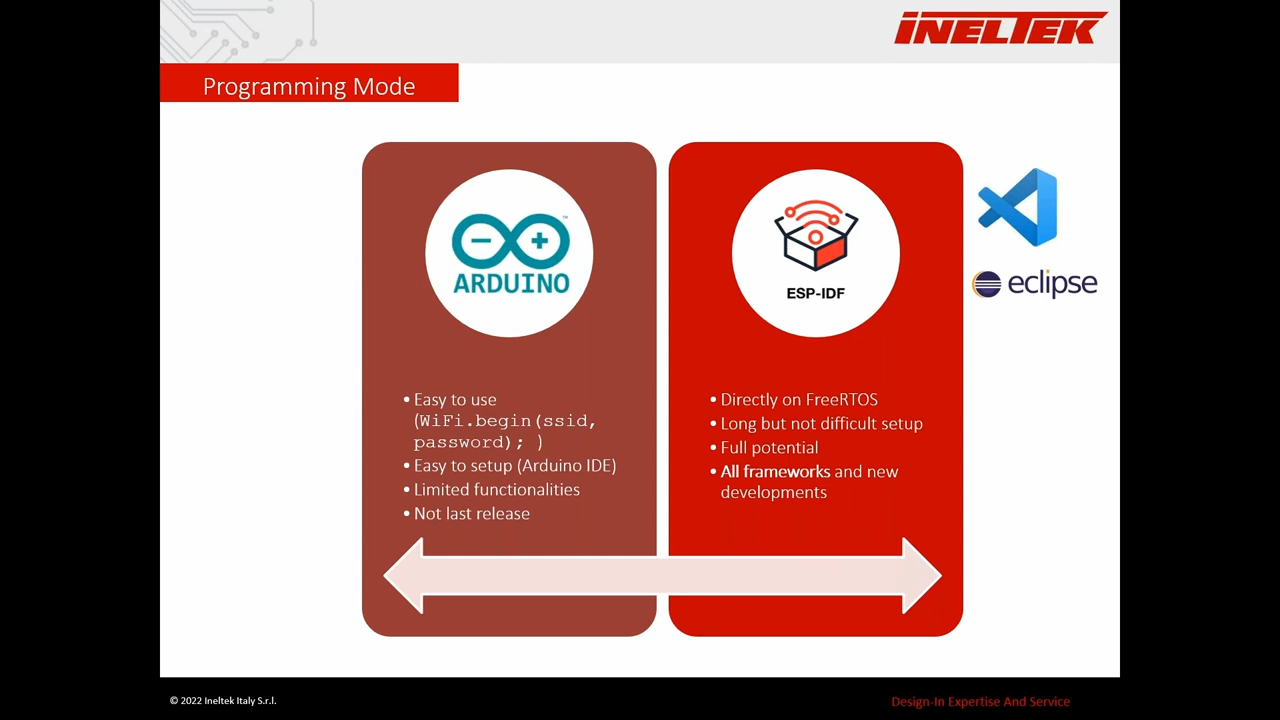 INELTEK
Programming Mode
ARDUINO
TM
• Easy to use
(WiFi.begin(ssid,
password); )
• Easy to setup (Arduino IDE)
• Limited functionalities
• Not last release
ESP-IDF
• Directly on FreeRTOS
• Long but not difficult setup
• Full potential
• All frameworks and new
developments
eclipse
© 2022 Ineltek Italy S.r.l.
Design-In Expertise And Service